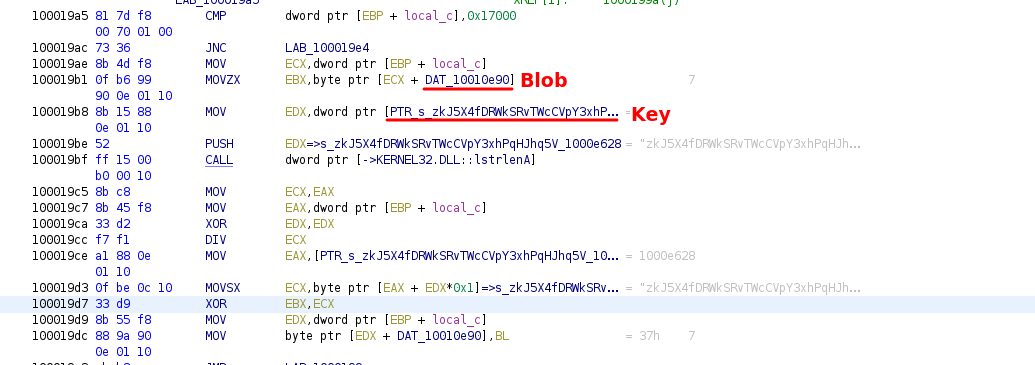 LAB_100019a5 XREF[1]: 1000199a(j)
100019a5 81 7d f8 CMP dword ptr [EBP + local_c],0x17000
00 70 01 00
100019ac 73 36 JNC LAB_100019e4
100019ae 8b 4d f8 MOV ECX,dword ptr [EBP + local_c]
100019b1 0f b6 99 MOVZX EBX,byte ptr [ECX + DAT_10010e90] Blob 7
90 0e 01 10
100019b8 8b 15 88 MOV EDX,dword ptr [PTR_s_zkJ5X4fDRWkSRvTWcCVpY3xhP... = Key
0e 01 10
100019be 52 PUSH EDX=>s_zkJ5X4fDRWkSRvTWcCVpY3xhPqHJhq5V_1000e628 = "zkJ5X4fDRWkSRvTWcCVpY3xhPqHJh...
100019bf ff 15 00 CALL dword ptr [->KERNEL32.DLL::lstrlenA]
b0 00 10
100019c5 8b c8 MOV ECX,EAX
100019c7 8b 45 f8 MOV EAX,dword ptr [EBP + local_c]
100019ca 33 d2 XOR EDX,EDX
100019cc f7 f1 DIV ECX
100019ce a1 88 0e MOV EAX,[PTR_s_zkJ5X4fDRWkSRvTWcCVpY3xhPqHJhq5V_10... = 1000e628
01 10
100019d3 0f be 0c 10 MOVSX ECX,byte ptr [EAX + EDX*0x1]=>s_zkJ5X4fDRWkSRv... = "zkJ5X4fDRWkSRvTWcCVpY3xhPqHJh...
100019d7 33 d9 XOR EBX,ECX
100019d9 8b 55 f8 MOV EDX,dword ptr [EBP + local_c]
100019dc 88 9a 90 MOV byte ptr [EDX + DAT_10010e90],BL = 37h 7
0e 01 10